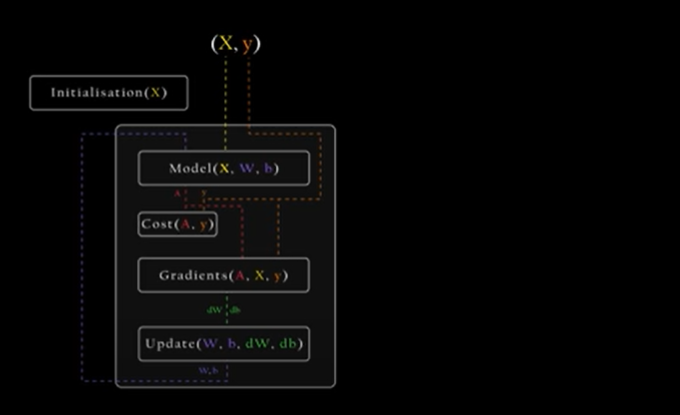 (X, y)
Initialisation(X)
Model(X, W, b)
A y
Cost(A, y)
Gradients(A, X, y)
dW db
Update(W, b, dW, db)
W, b